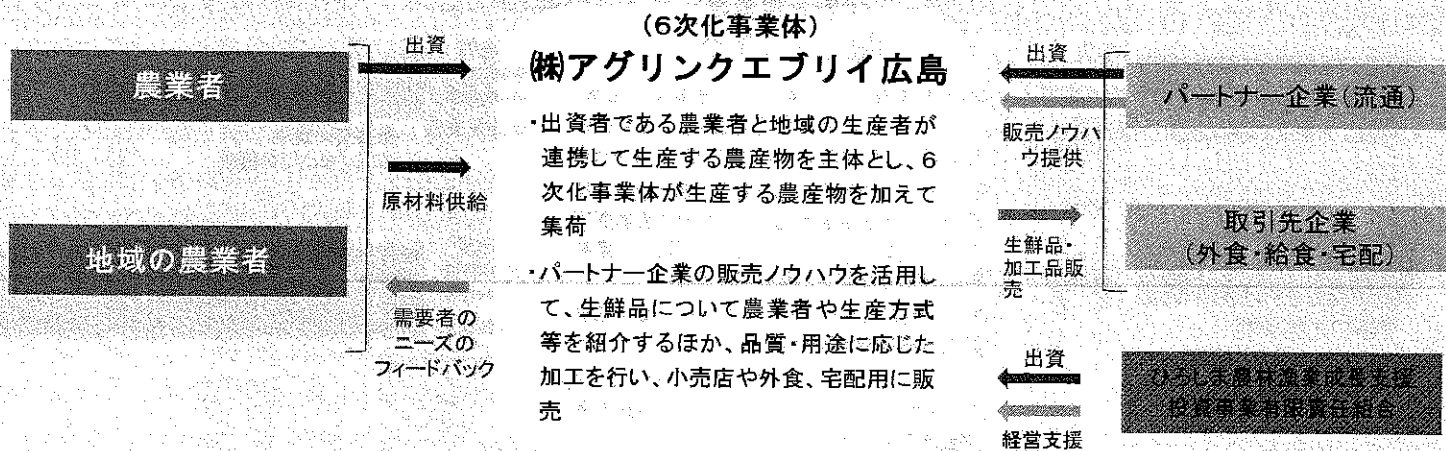 (6次化事業体)
㈱アグリンクエブリイ広島
・出資者である農業者と地域の生産者が
連携して生産する農産物を主体とし、6
次化事業体が生産する農産物を加えて
集荷
・パートナー企業の販売ノウハウを活用し
て、生鮮品について農業者や生産方式
等を紹介するほか、品質・用途に応じた
加工を行い、小売店や外食、宅配用に販
売
農業者
地域の農業者
出資
原材料供給
需要者の
ニーズの
フィードバック
出資
販売ノウハ
ウ提供
生鮮品・
加工品販
売
出資
経営支援
パートナー企業(流通)
取引先企業
(外食・給食・宅配)
ひろしま農林漁業成長支援
投資事業有限責任組合